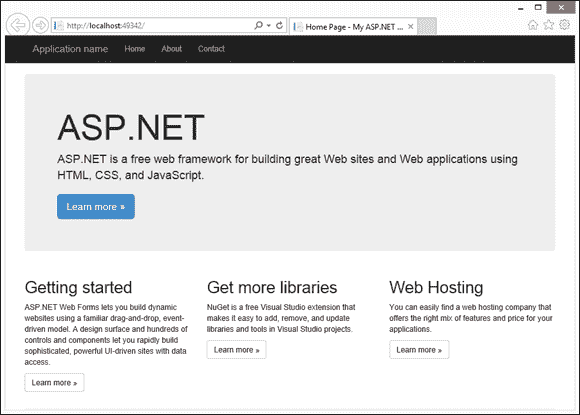 http://localhost:49342/
Home Page - My ASP.NET ...
Application name Home About Contact
ASP.NET
ASP.NET is a free web framework for building great Web sites and Web applications using
HTML, CSS, and JavaScript.
Learn more »
Getting started
ASP.NET Web Forms lets you build dynamic
websites using a familiar drag-and-drop, event-
driven model. A design surface and hundreds of
controls and components let you rapidly build
sophisticated, powerful UI-driven sites with data
access.
Learn more »
Get more libraries
NuGet is a free Visual Studio extension that
makes it easy to add, remove, and update
libraries and tools in Visual Studio projects.
Learn more »
Web Hosting
You can easily find a web hosting company that
offers the right mix of features and price for your
applications.
Learn more »